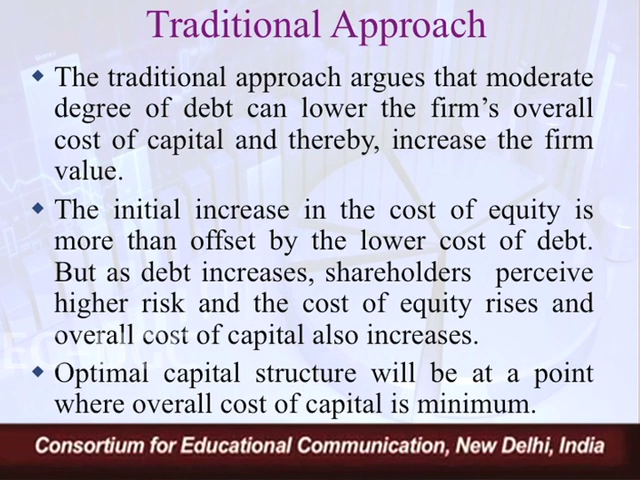 Traditional Approach
The traditional approach argues that moderate
degree of debt can lower the firm's overall
cost of capital and thereby, increase the firm
value.
The initial increase in the cost of equity is
more than offset by the lower cost of debt.
But as debt increases, shareholders perceive
higher risk and the cost of equity rises and
overall cost of capital also increases.
Optimal capital structure will be at a point
where overall cost of capital is minimum.
Consortium for Educational Communication, New Delhi, India